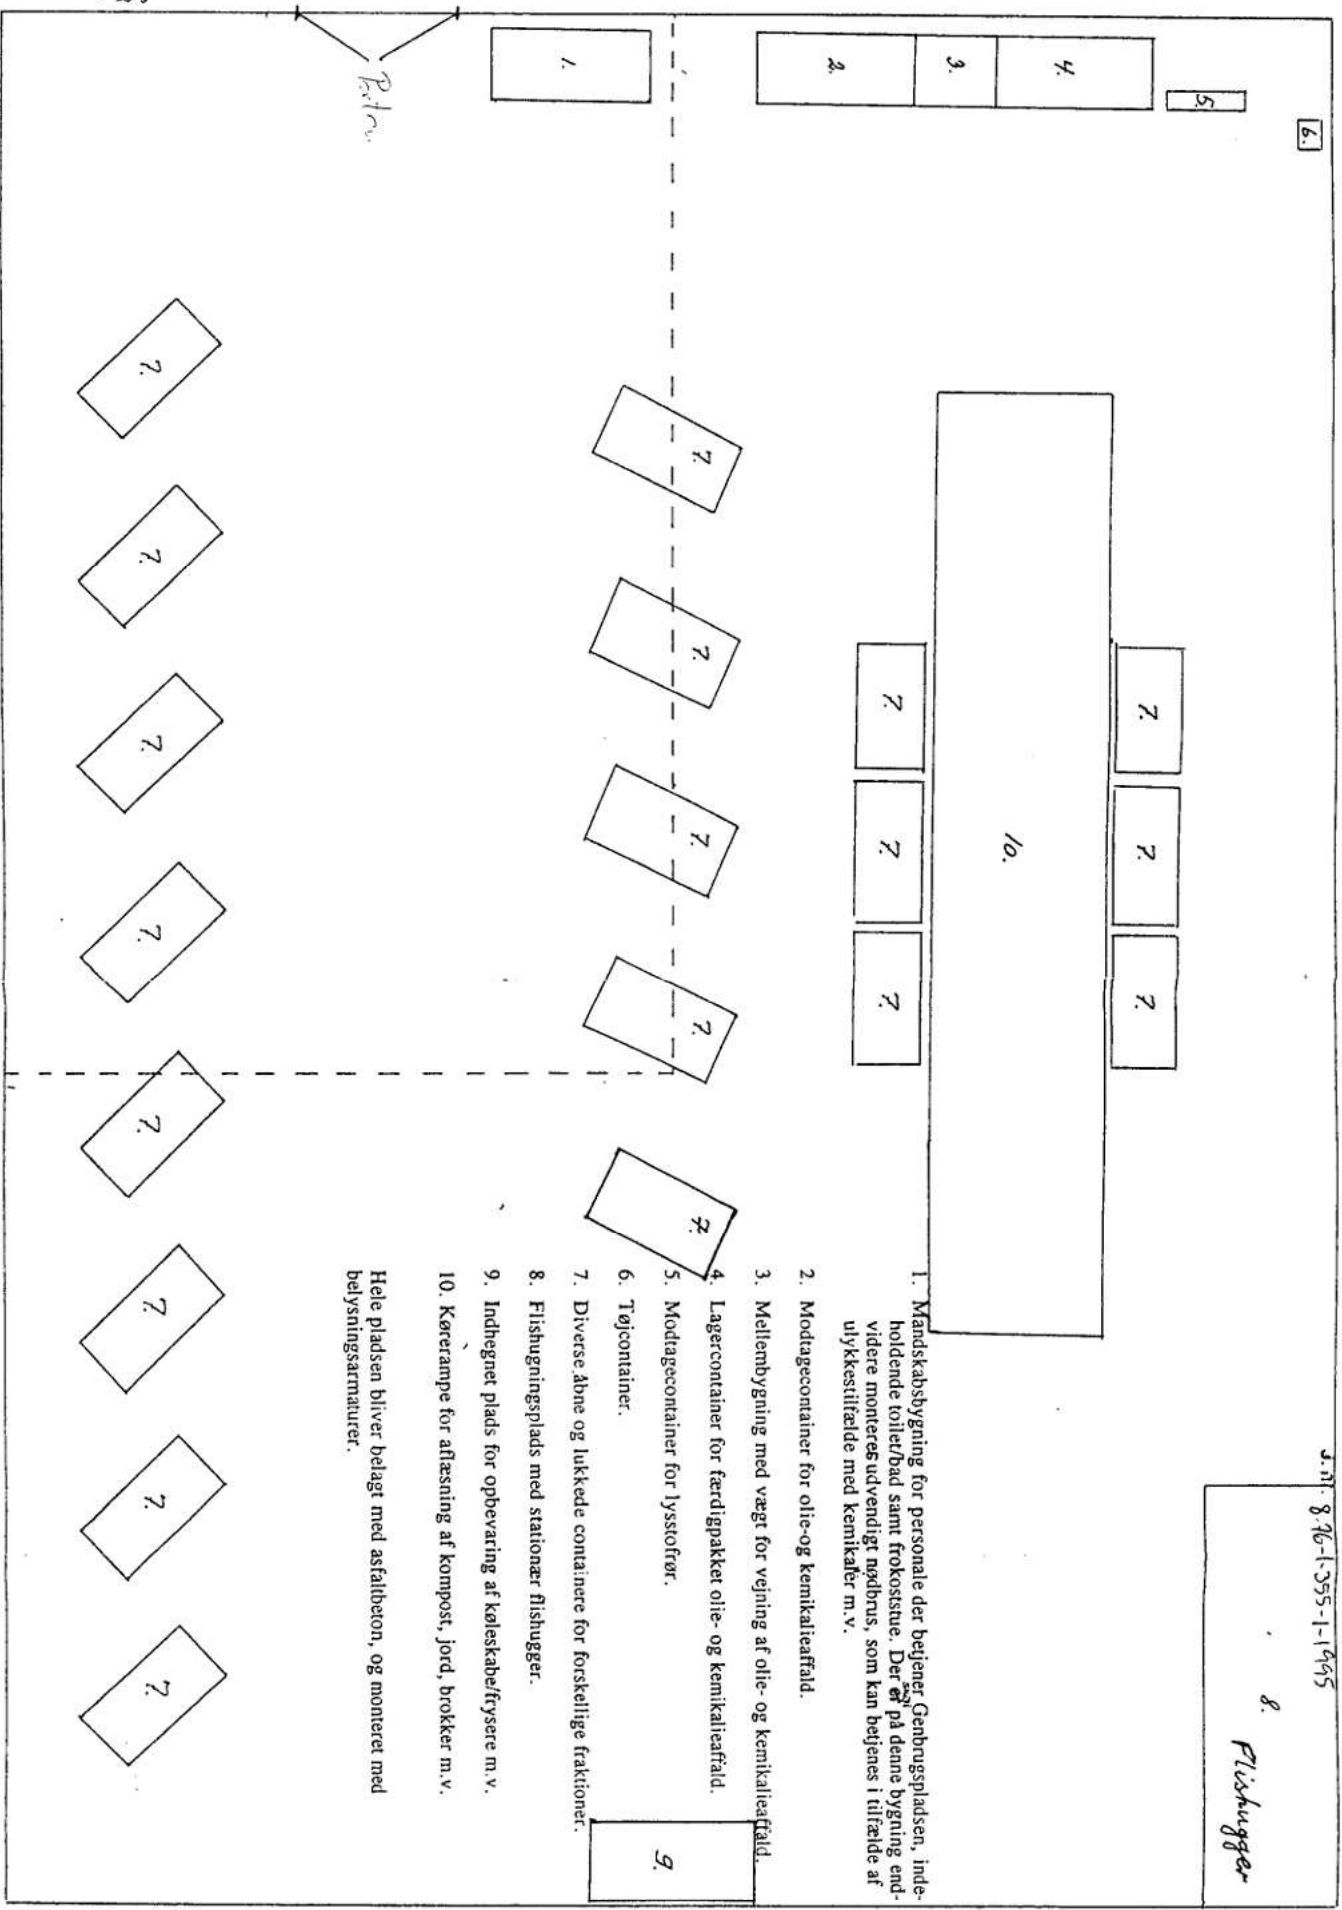 J.nr. 8.76-1-355-1-1995
8. Flishugger
6.
5.
4.
3.
2.
1.
7.
7.
7.
10.
7.
7.
7.
7.
7.
7.
7.
7.
9.
7.
7.
7.
7.
7.
7.
7.
7.
1. Mandskabsbygning for personale der betjener Genbrugspladsen, inde-
holdende toilet/bad samt frokoststue. Der er på denne bygning end-
videre monteres udvendigt nødbrus, som kan betjenes i tilfælde af
ulykkestilfælde med kemikalier m.v.
2. Modtagecontainer for olie-og kemikalieaffald.
3. Mellembygning med vægt for vejning af olie- og kemikalieaffald.
4. Lagercontainer for færdigpakket olie- og kemikalieaffald.
5. Modtagecontainer for lysstofrør.
6. Tøjcontainer.
7. Diverse åbne og lukkede containere for forskellige fraktioner.
8. Flishugningsplads med stationær flishugger.
9. Indhegnet plads for opbevaring af køleskabe/frysere m.v.
10. Kørerampe for aflæsning af kompost, jord, brokker m.v.
Hele pladsen bliver belagt med asfaltbeton, og monteret med
belysningsarmaturer.